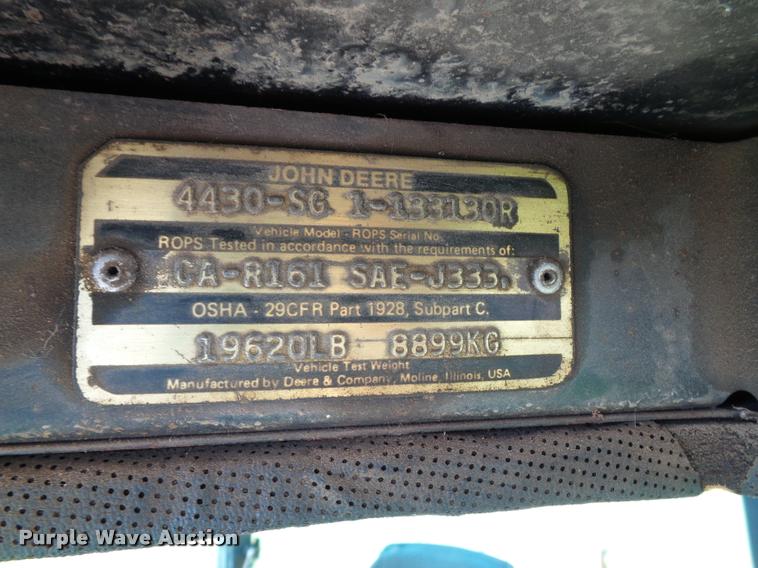 JOHN DEERE
4430-SG 1-133130R
Vehicle Model - ROPS Serial No.
ROPS Tested in accordance with the requirements of:
CA-R161 SAE-J333.
OSHA - 29CFR Part 1928, Subpart C.
19620LB 8899KG
Vehicle Test Weight
Manufactured by Deere & Company, Moline, Illinois, USA
Purple Wave Auction